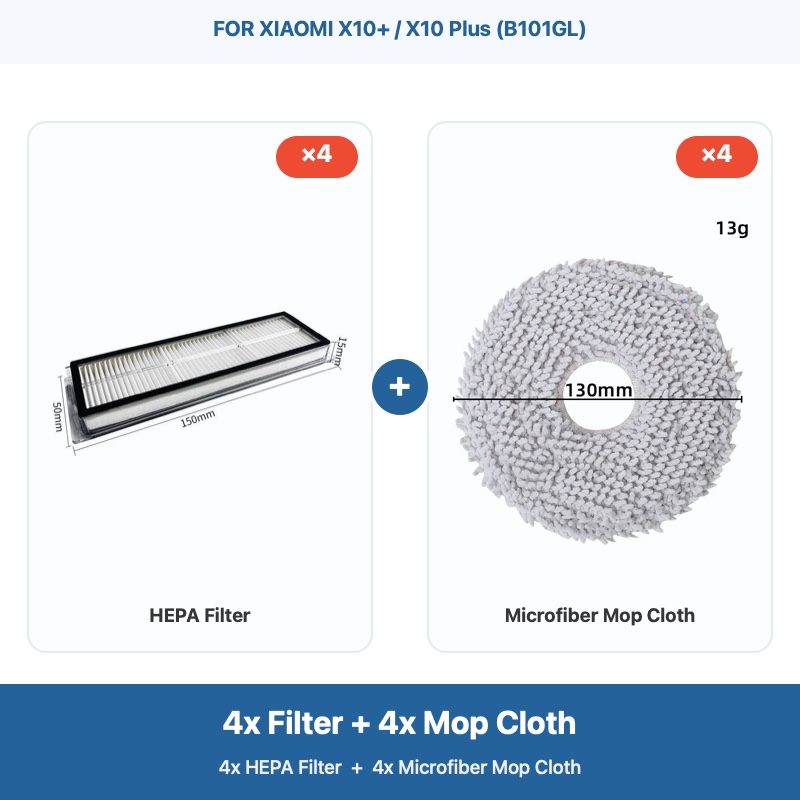 FOR XIAOMI X10+ / X10 Plus (B101GL)
×4
×4
13g
15mm
50mm
150mm
+
130mm
HEPA Filter
Microfiber Mop Cloth
4x Filter + 4x Mop Cloth
4x HEPA Filter + 4x Microfiber Mop Cloth